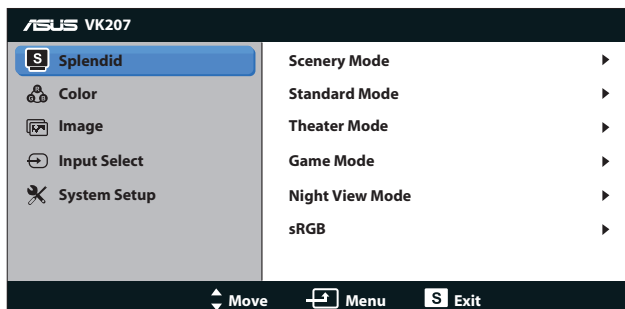 ASUS VK207
S Splendid
Color
Image
Input Select
System Setup
Scenery Mode
Standard Mode
Theater Mode
Game Mode
Night View Mode
sRGB
Move Menu S Exit